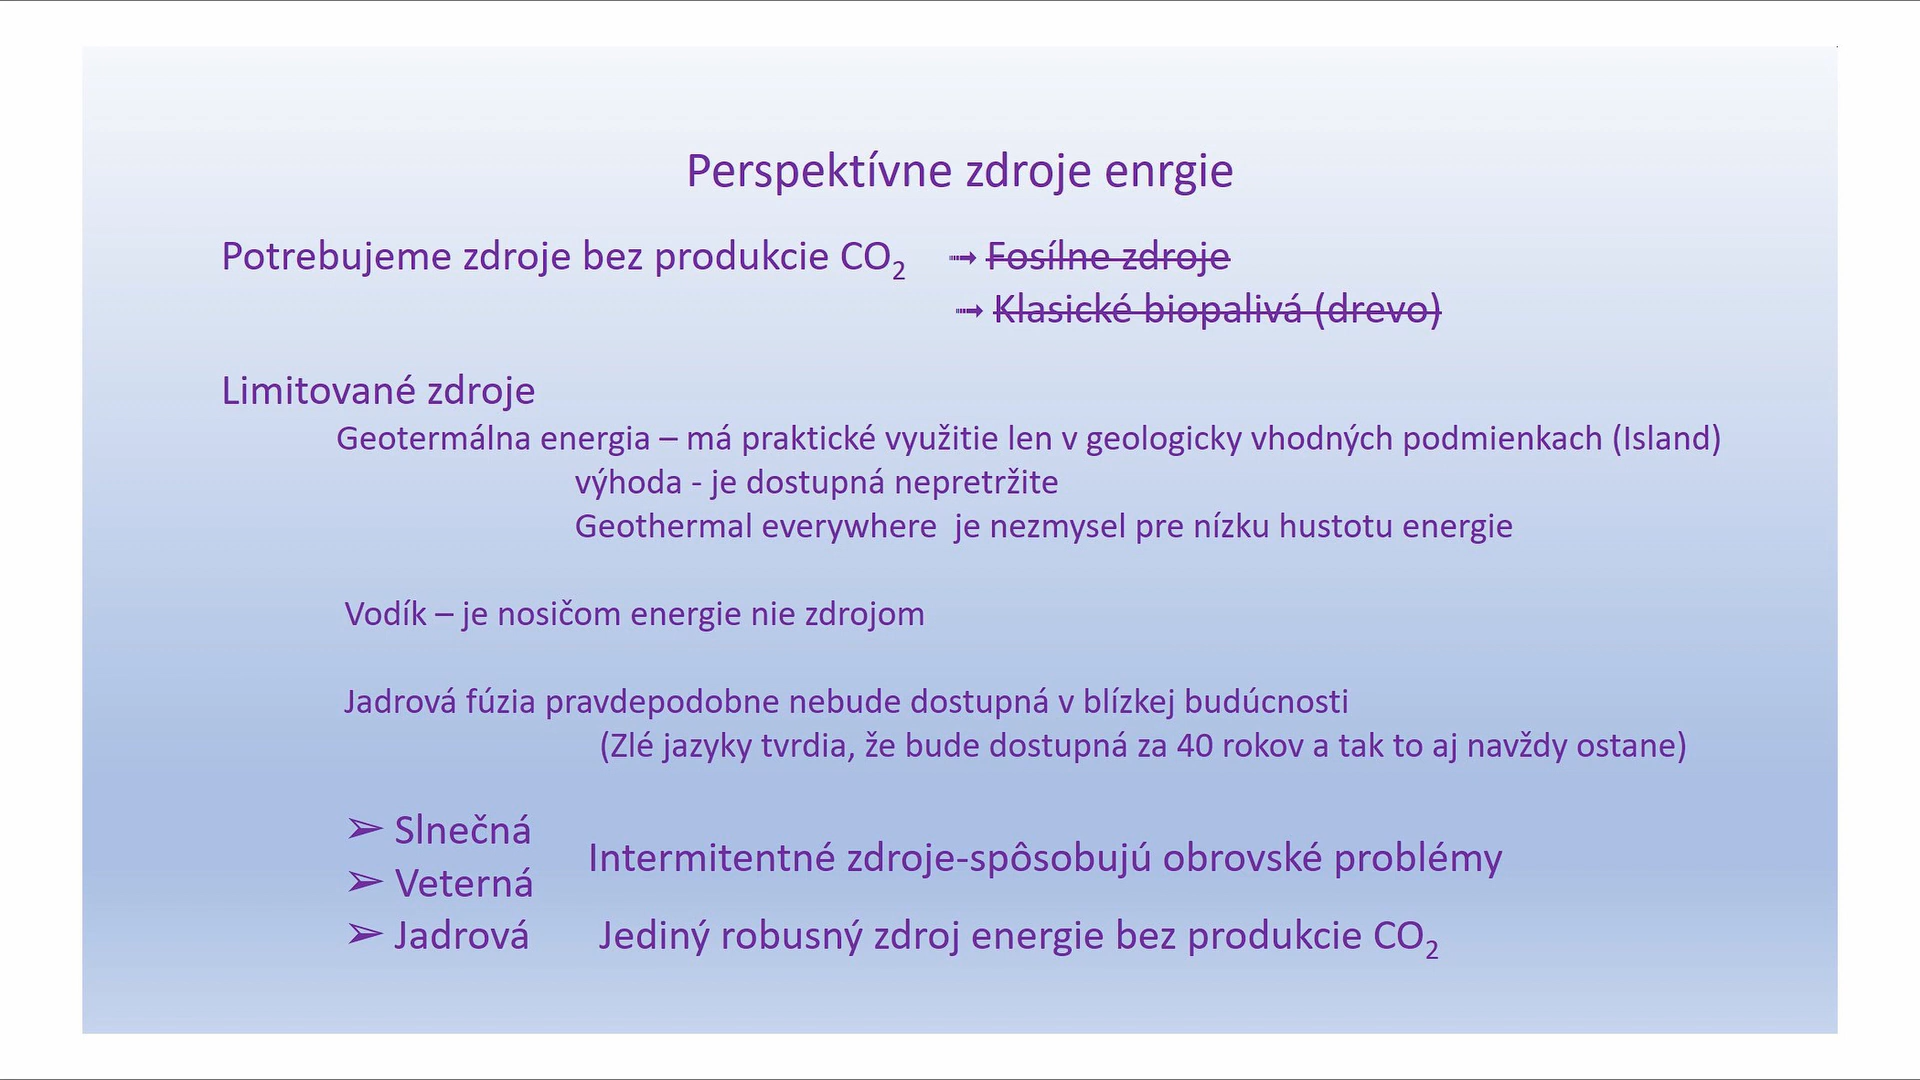 Perspektívne zdroje enrgie
Potrebujeme zdroje bez produkcie CO₂ ➟ Fosílne zdroje
➟ Klasické biopalivá (drevo)
Limitované zdroje
Geotermálna energia – má praktické využitie len v geologicky vhodných podmienkach (Island)
výhoda - je dostupná nepretržite
Geothermal everywhere je nezmysel pre nízku hustotu energie
Vodík – je nosičom energie nie zdrojom
Jadrová fúzia pravdepodobne nebude dostupná v blízkej budúcnosti
(Zlé jazyky tvrdia, že bude dostupná za 40 rokov a tak to aj navždy ostane)
➢ Slnečná
Intermitentné zdroje-spôsobujú obrovské problémy
➢ Veterná
➢ Jadrová Jediný robusný zdroj energie bez produkcie CO₂